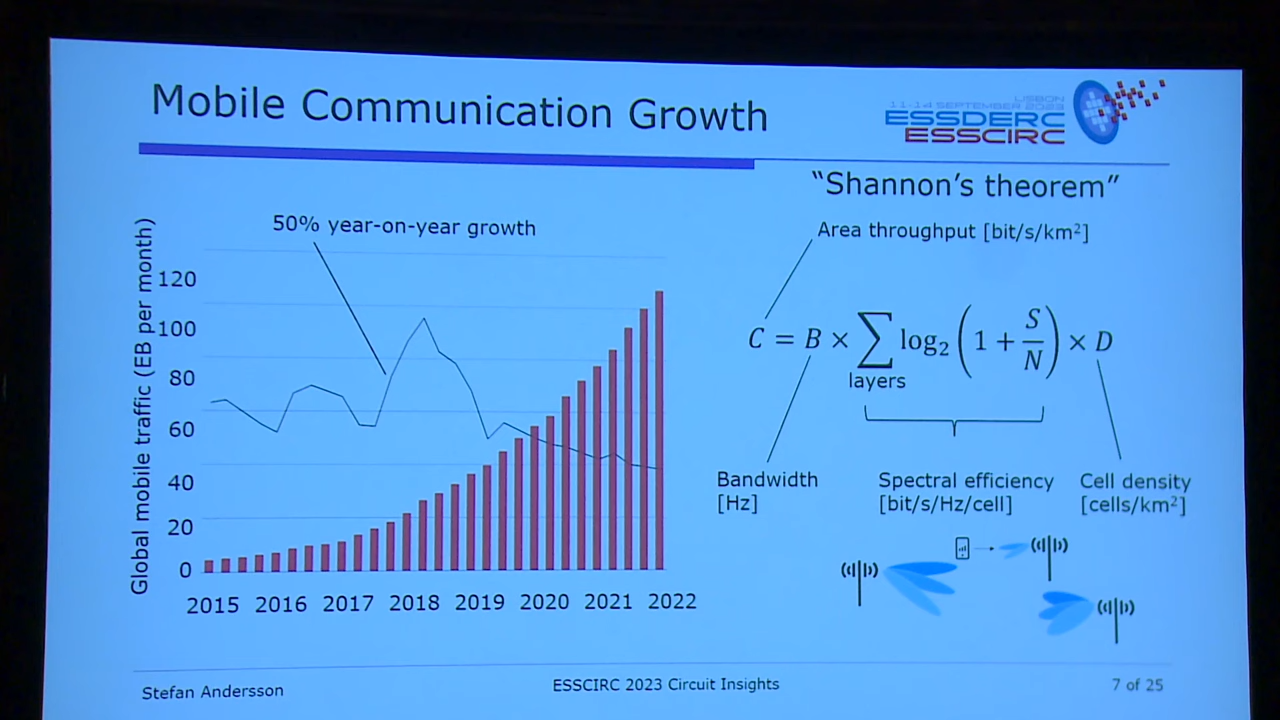 Mobile Communication Growth
LISBON
11-14 SEPTEMBER 2023
ESSDERC
ESSCIRC
"Shannon's theorem"
50% year-on-year growth
Area throughput [bit/s/km²]
Global mobile traffic (EB per month)
120
100
80
60
40
20
0
2015 2016 2017 2018 2019 2020 2021 2022
C = B × ∑ log₂ (1 + S/N) × D
layers
Bandwidth
[Hz]
Spectral efficiency
[bit/s/Hz/cell]
Cell density
[cells/km²]
Stefan Andersson
ESSCIRC 2023 Circuit Insights
7 of 25